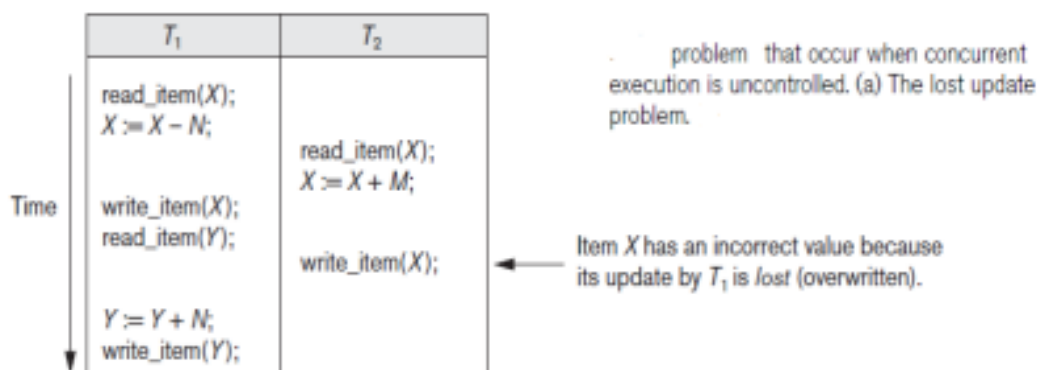 T₁ T₂
read_item(X);
X := X – N;
read_item(X);
X := X + M;
Time
write_item(X);
read_item(Y);
write_item(X);
Y := Y + N;
write_item(Y);
problem that occur when concurrent
execution is uncontrolled. (a) The lost update
problem.
Item X has an incorrect value because
its update by T₁ is lost (overwritten).